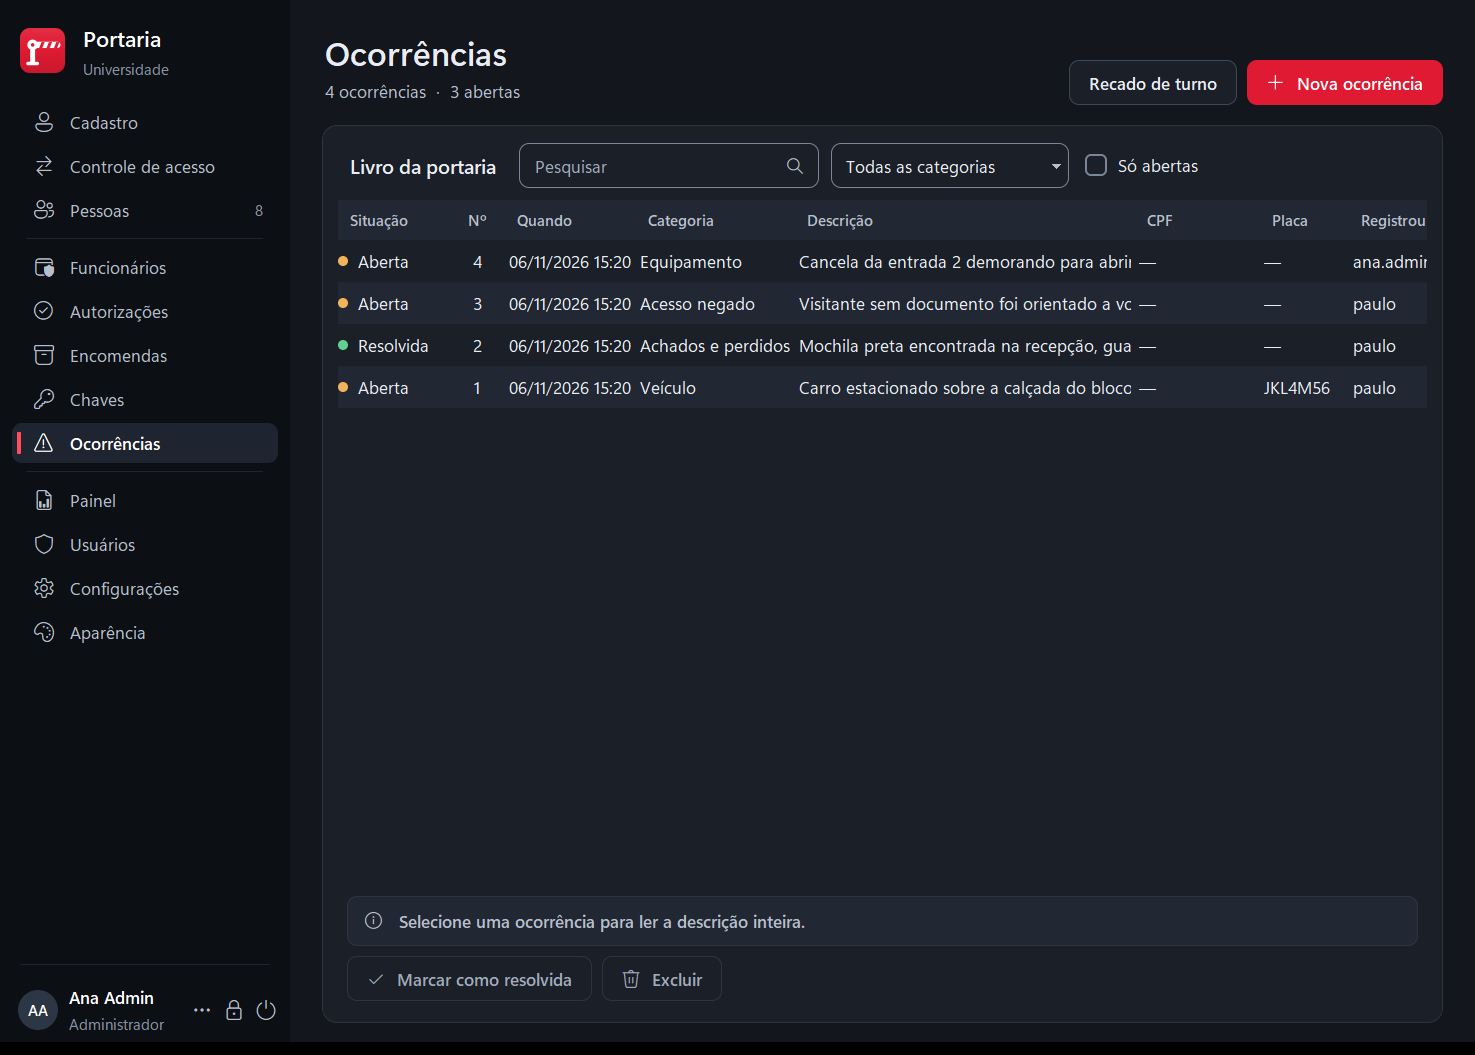 Portaria
Universidade
Cadastro
Controle de acesso
Pessoas 8
Funcionários
Autorizações
Encomendas
Chaves
Ocorrências
Painel
Usuários
Configurações
Aparência
AA
Ana Admin
Administrador
Ocorrências
4 ocorrências · 3 abertas
Recado de turno
Nova ocorrência
Livro da portaria
Pesquisar
Todas as categorias
Só abertas
Situação Nº Quando Categoria Descrição CPF Placa Registrou
Aberta 4 06/11/2026 15:20 Equipamento Cancela da entrada 2 demorando para abrir — — ana.admin
Aberta 3 06/11/2026 15:20 Acesso negado Visitante sem documento foi orientado a vo — — paulo
Resolvida 2 06/11/2026 15:20 Achados e perdidos Mochila preta encontrada na recepção, gua — — paulo
Aberta 1 06/11/2026 15:20 Veículo Carro estacionado sobre a calçada do bloco — JKL4M56 paulo
Selecione uma ocorrência para ler a descrição inteira.
Marcar como resolvida
Excluir